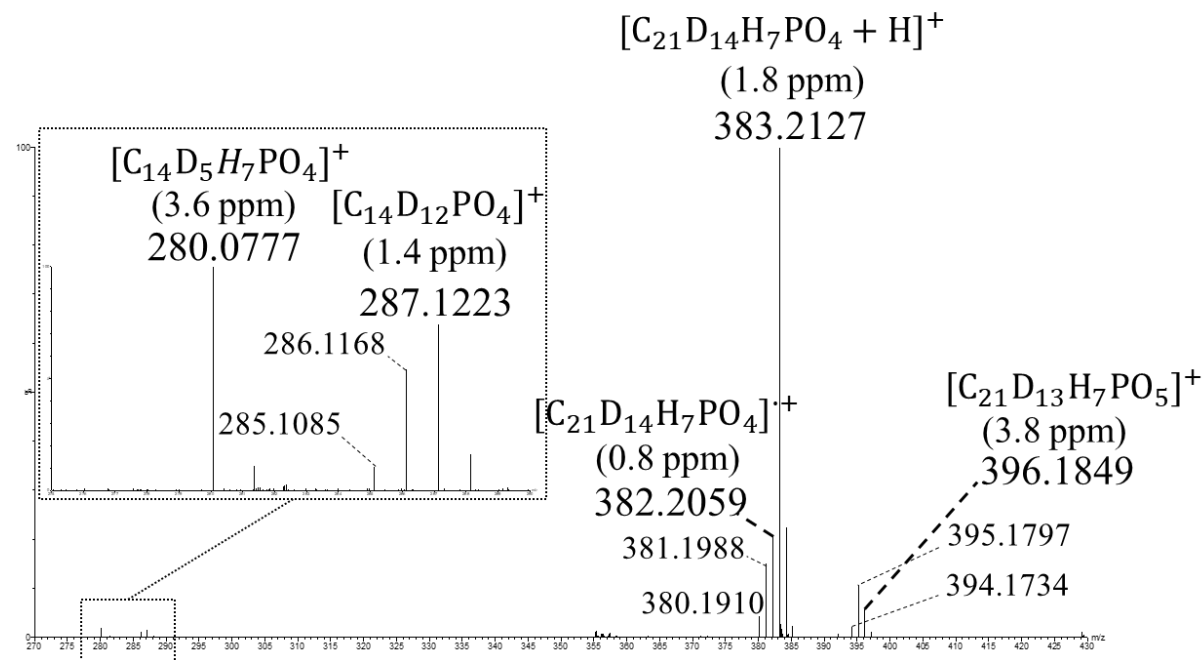 [C₂₁D₁₄H₇PO₄ + H]⁺
(1.8 ppm)
383.2127
100
[C₁₄D₅H₇PO₄]⁺
(3.6 ppm)
280.0777
[C₁₄D₁₂PO₄]⁺
(1.4 ppm)
287.1223
286.1168
285.1085
[C₂₁D₁₄H₇PO₄]˙⁺
(0.8 ppm)
382.2059
381.1988
380.1910
[C₂₁D₁₃H₇PO₅]⁺
(3.8 ppm)
396.1849
395.1797
394.1734
0
270 275 280 285 290 295 300 305 310 315 320 325 330 335 340 345 350 355 360 365 370 375 380 385 390 395 400 405 410 415 420 425 430 m/z